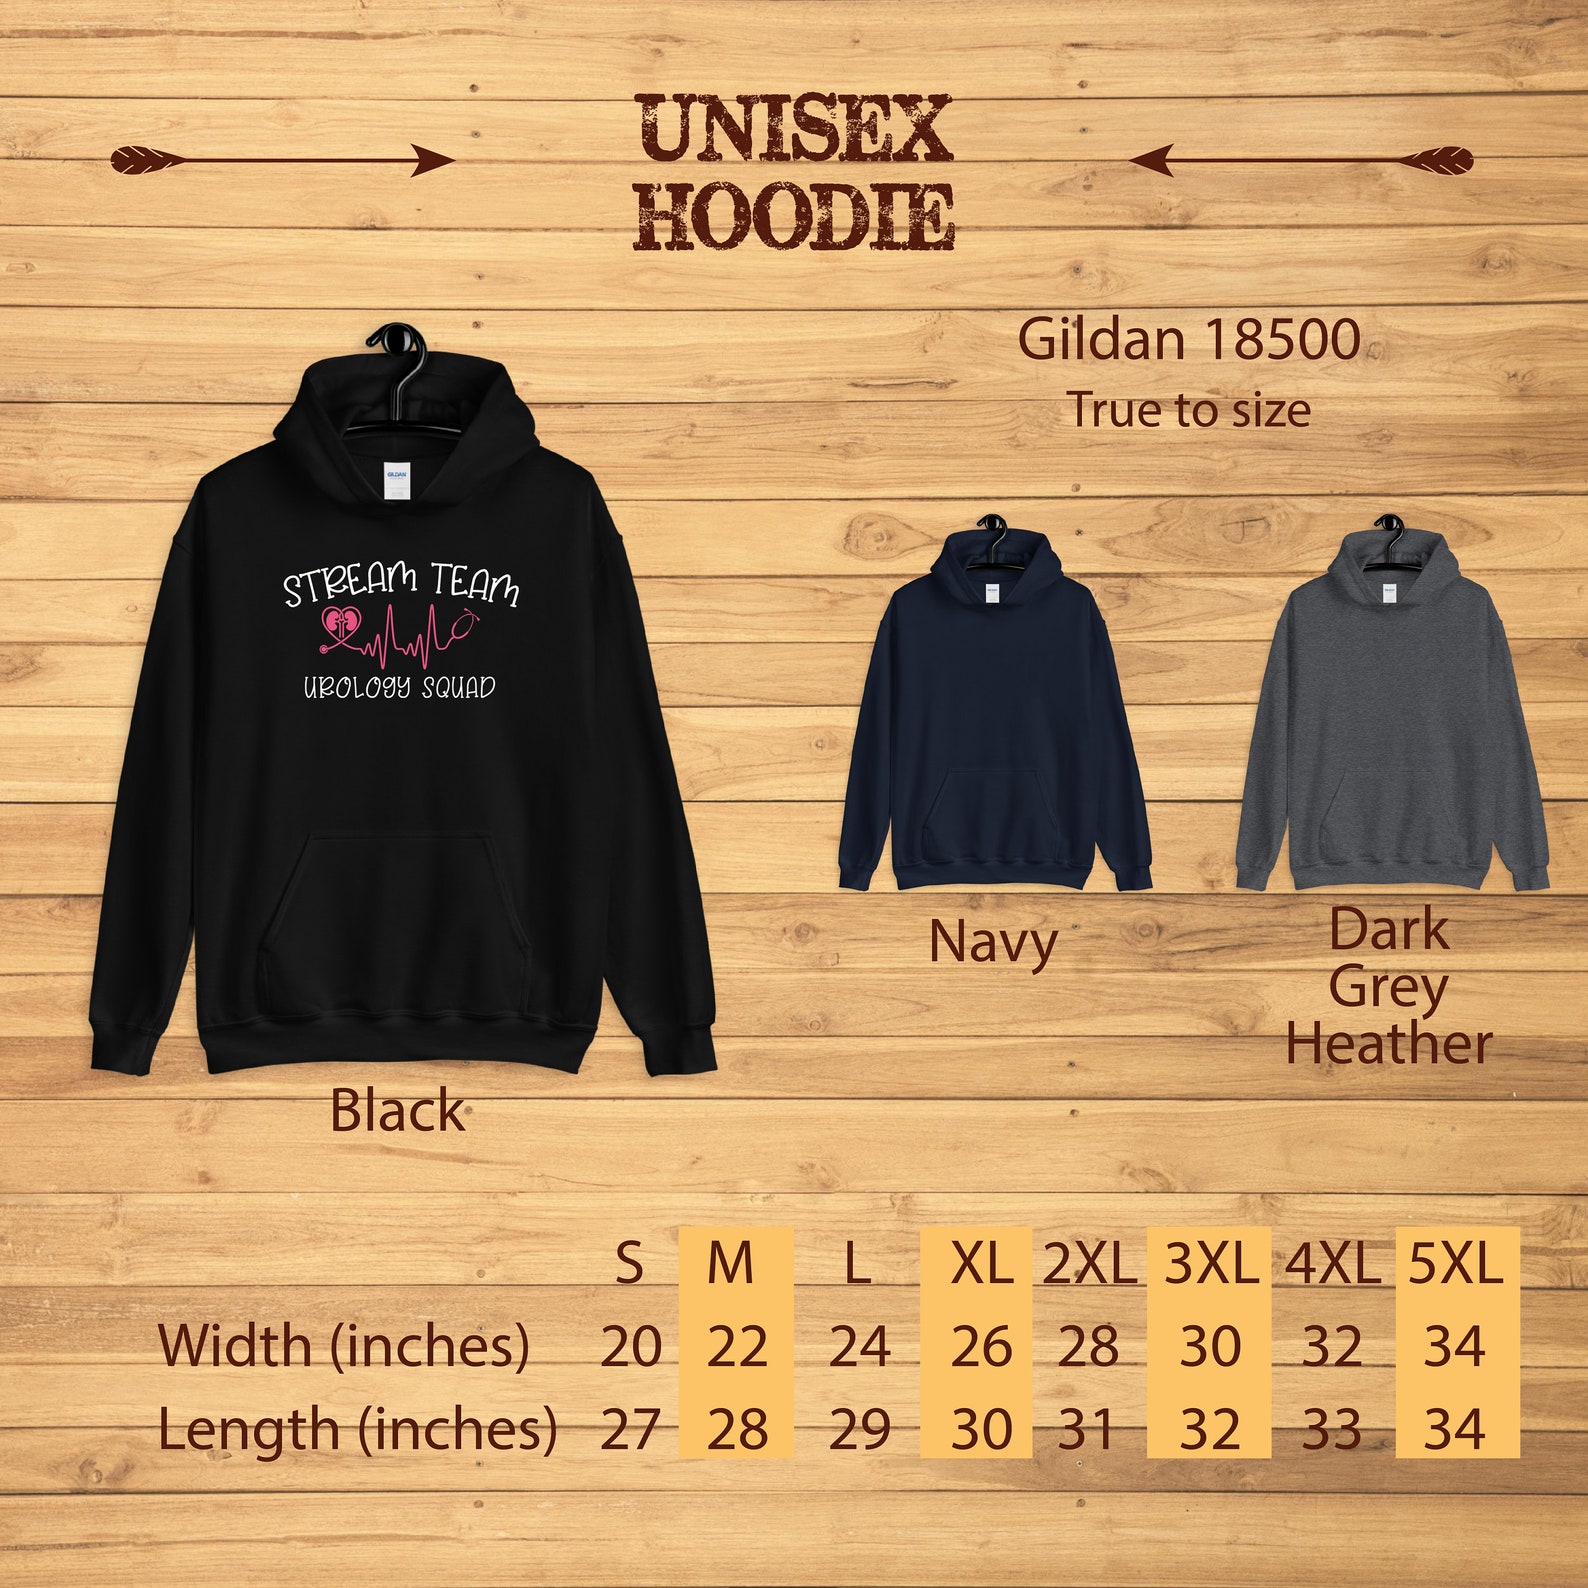 UNISEX
HOODIE
Gildan 18500
True to size
GILDAN
STREAM TEAM
UROLOGY SQUAD
Navy
Dark
Grey
Heather
Black
S M L XL 2XL 3XL 4XL 5XL
Width (inches) 20 22 24 26 28 30 32 34
Length (inches) 27 28 29 30 31 32 33 34